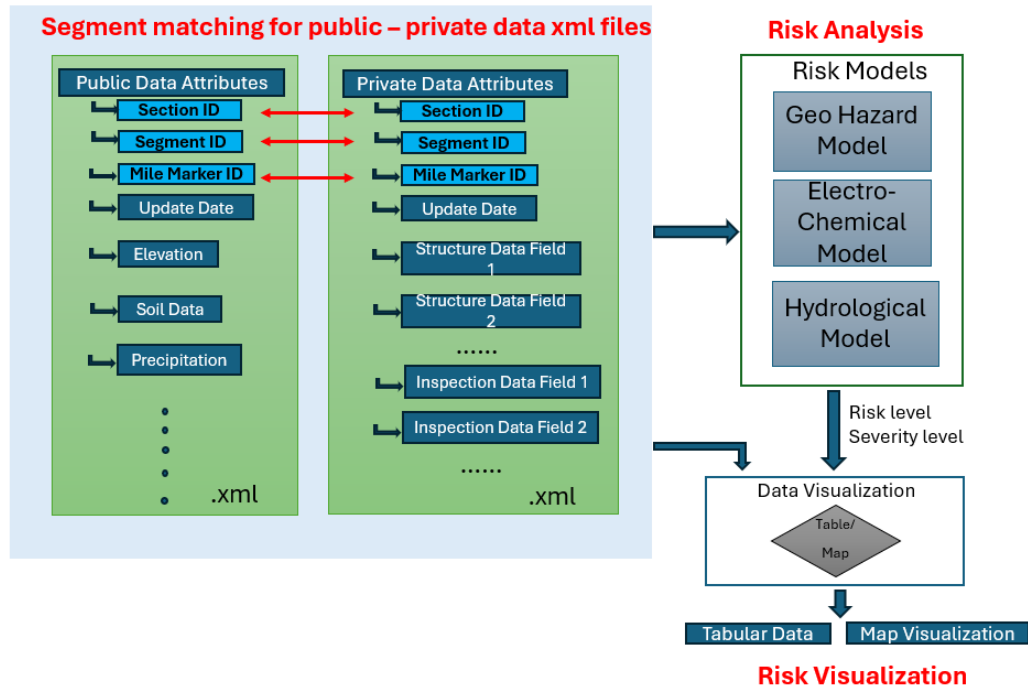 Segment matching for public – private data xml files
Public Data Attributes
Section ID
Segment ID
Mile Marker ID
Update Date
Elevation
Soil Data
Precipitation
.xml
Private Data Attributes
Section ID
Segment ID
Mile Marker ID
Update Date
Structure Data Field
1
Structure Data Field
2
......
Inspection Data Field 1
Inspection Data Field 2
......
.xml
Risk Analysis
Risk Models
Geo Hazard
Model
Electro-
Chemical
Model
Hydrological
Model
Risk level
Severity level
Data Visualization
Table/
Map
Tabular Data
Map Visualization
Risk Visualization